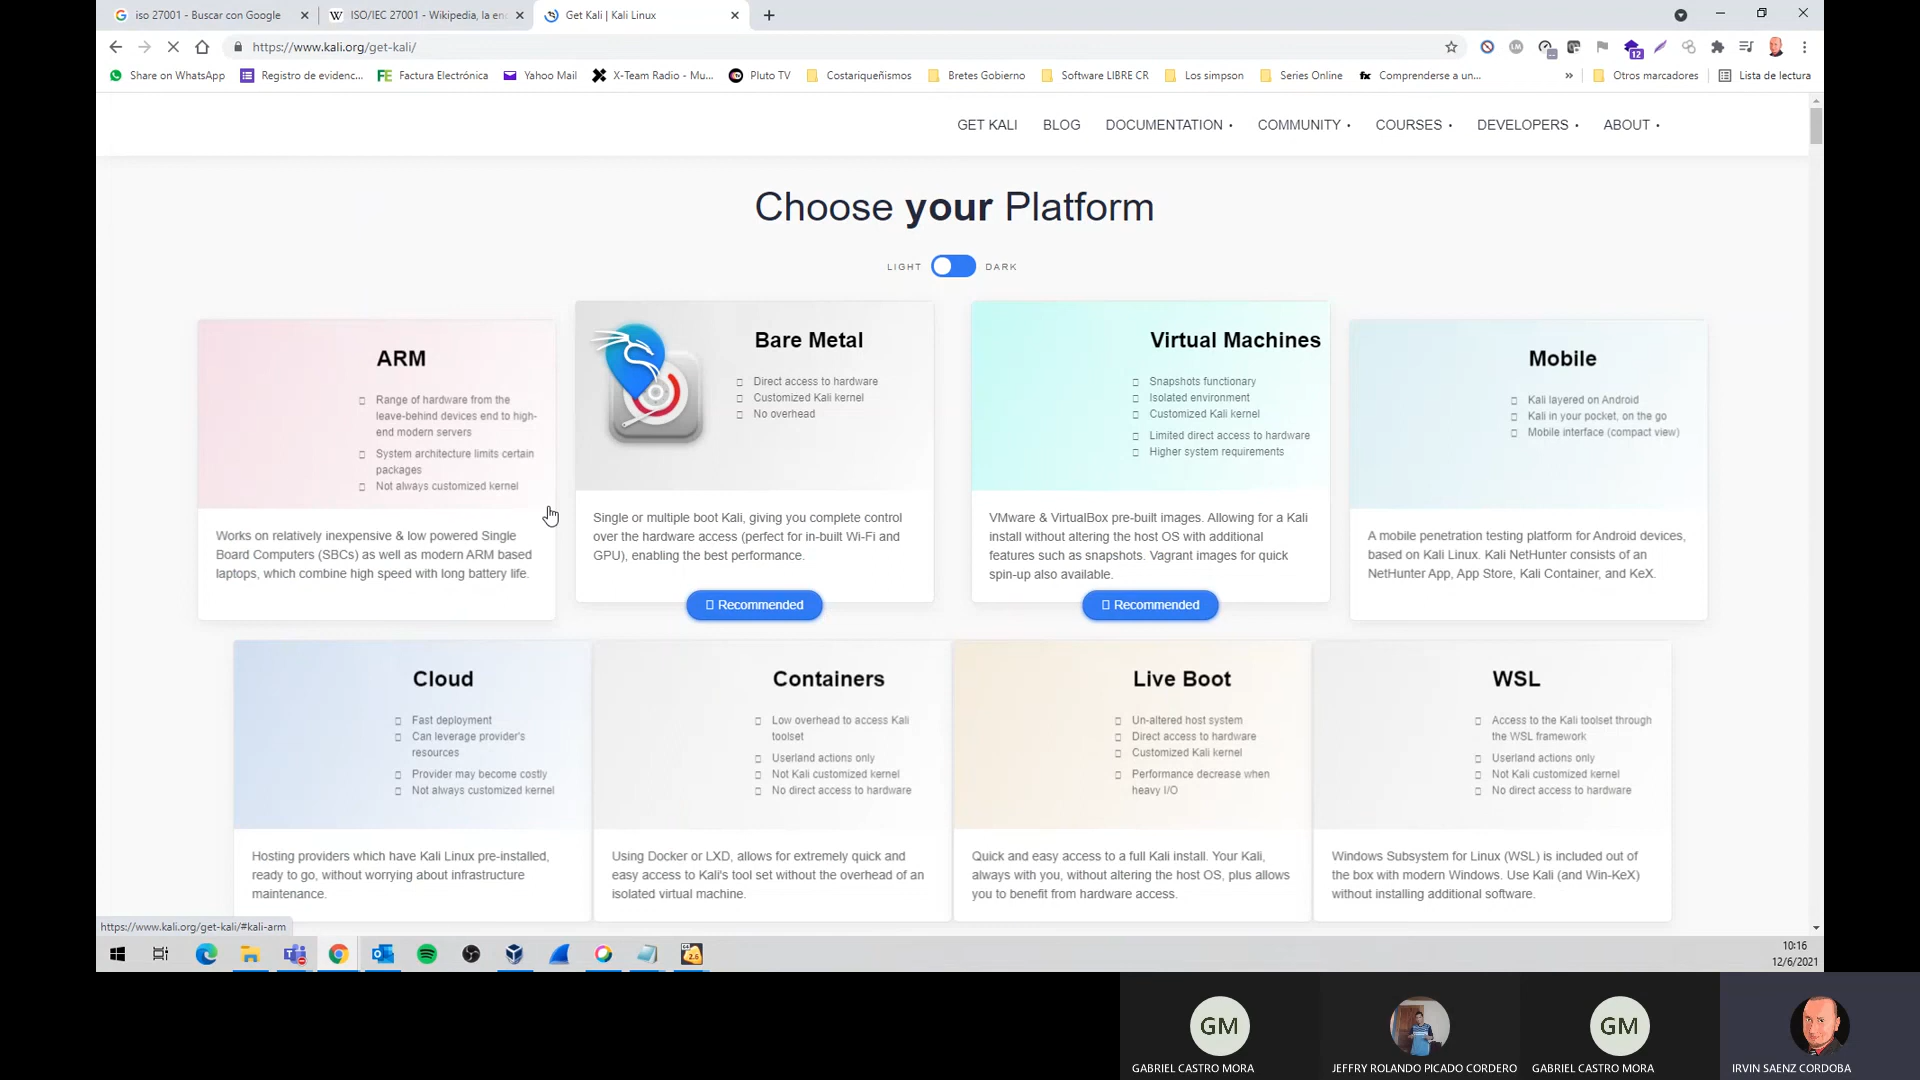 iso 27001 - Buscar con Google
ISO/IEC 27001 - Wikipedia, la en
Get Kali | Kali Linux
https://www.kali.org/get-kali/
12
Share on WhatsApp
Registro de evidenc...
FE Factura Electrónica
Yahoo Mail
X-Team Radio - Mu...
Pluto TV
Costariqueñismos
Bretes Gobierno
Software LIBRE CR
Los simpson
Series Online
fx Comprenderse a un...
»
Otros marcadores
Lista de lectura
GET KALI
BLOG
DOCUMENTATION
COMMUNITY
COURSES
DEVELOPERS
ABOUT
Choose your Platform
LIGHT
DARK
ARM
Range of hardware from the
leave-behind devices end to high-
end modern servers
System architecture limits certain
packages
Not always customized kernel
Works on relatively inexpensive & low powered Single
Board Computers (SBCs) as well as modern ARM based
laptops, which combine high speed with long battery life.
Bare Metal
Direct access to hardware
Customized Kali kernel
No overhead
Single or multiple boot Kali, giving you complete control
over the hardware access (perfect for in-built Wi-Fi and
GPU), enabling the best performance.
Recommended
Virtual Machines
Snapshots functionary
Isolated environment
Customized Kali kernel
Limited direct access to hardware
Higher system requirements
VMware & VirtualBox pre-built images. Allowing for a Kali
install without altering the host OS with additional
features such as snapshots. Vagrant images for quick
spin-up also available.
Recommended
Mobile
Kali layered on Android
Kali in your pocket, on the go
Mobile interface (compact view)
A mobile penetration testing platform for Android devices,
based on Kali Linux. Kali NetHunter consists of an
NetHunter App, App Store, Kali Container, and KeX.
Cloud
Fast deployment
Can leverage provider's
resources
Provider may become costly
Not always customized kernel
Hosting providers which have Kali Linux pre-installed,
ready to go, without worrying about infrastructure
maintenance.
Containers
Low overhead to access Kali
toolset
Userland actions only
Not Kali customized kernel
No direct access to hardware
Using Docker or LXD, allows for extremely quick and
easy access to Kali's tool set without the overhead of an
isolated virtual machine.
Live Boot
Un-altered host system
Direct access to hardware
Customized Kali kernel
Performance decrease when
heavy I/O
Quick and easy access to a full Kali install. Your Kali,
always with you, without altering the host OS, plus allows
you to benefit from hardware access.
WSL
Access to the Kali toolset through
the WSL framework
Userland actions only
Not Kali customized kernel
No direct access to hardware
Windows Subsystem for Linux (WSL) is included out of
the box with modern Windows. Use Kali (and Win-KeX)
without installing additional software.
https://www.kali.org/get-kali/#kali-arm
2.6
10:16
12/6/2021
GM
GABRIEL CASTRO MORA
JEFFRY ROLANDO PICADO CORDERO
GM
GABRIEL CASTRO MORA
IRVIN SAENZ CORDOBA